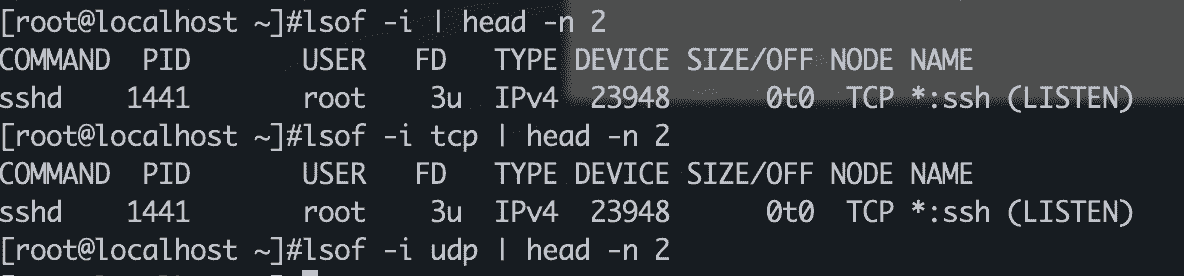 [root@localhost ~]#lsof -i | head -n 2
COMMAND  PID       USER   FD   TYPE DEVICE SIZE/OFF NODE NAME
sshd    1441       root    3u  IPv4  23948      0t0  TCP *:ssh (LISTEN)
[root@localhost ~]#lsof -i tcp | head -n 2
COMMAND  PID       USER   FD   TYPE DEVICE SIZE/OFF NODE NAME
sshd    1441       root    3u  IPv4  23948      0t0  TCP *:ssh (LISTEN)
[root@localhost ~]#lsof -i udp | head -n 2
[root@localhost ~]#